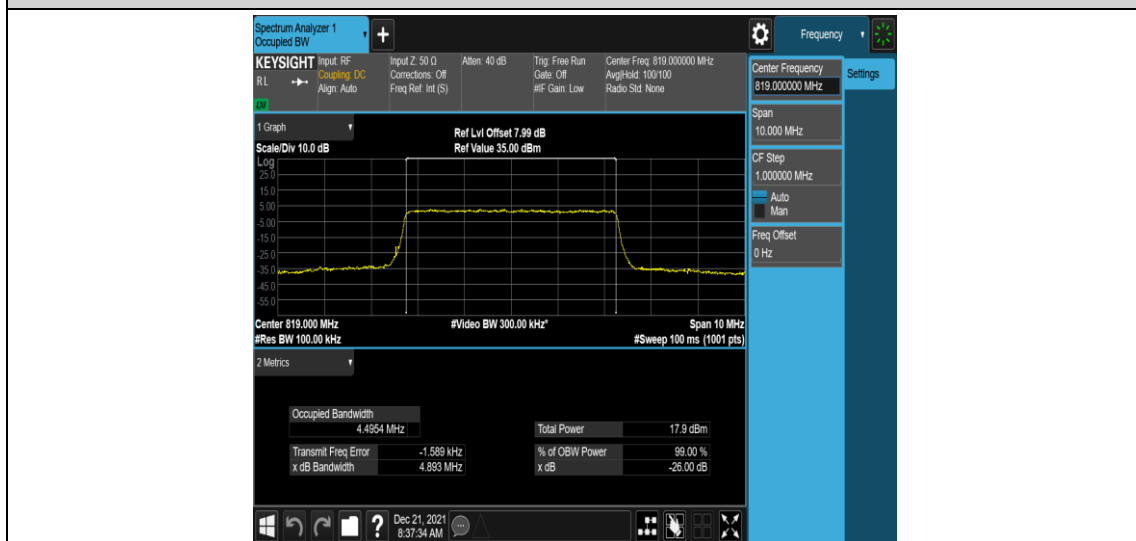 Spectrum Analyzer 1
Occupied BW
Frequency
KEYSIGHT
RL
LXI
Input: RF
Coupling: DC
Align: Auto
Input Z: 50 Ω
Corrections: Off
Freq Ref: Int (S)
Atten: 40 dB
Trig: Free Run
Gate: Off
#IF Gain: Low
Center Freq: 819.000000 MHz
Avg|Hold: 100/100
Radio Std: None
Center Frequency
819.000000 MHz
Settings
Span
10.000 MHz
CF Step
1.000000 MHz
Auto
Man
Freq Offset
0 Hz
1 Graph
Scale/Div 10.0 dB
Ref Lvl Offset 7.99 dB
Ref Value 35.00 dBm
Log
25.0
15.0
5.00
-5.00
-15.0
-25.0
-35.0
-45.0
-55.0
Center 819.000 MHz
#Video BW 300.00 kHz*
Span 10 MHz
#Res BW 100.00 kHz
#Sweep 100 ms (1001 pts)
2 Metrics
Occupied Bandwidth
4.4954 MHz
Total Power 17.9 dBm
Transmit Freq Error -1.589 kHz
% of OBW Power 99.00 %
x dB Bandwidth 4.893 MHz
x dB -26.00 dB
?
Dec 21, 2021
8:37:34 AM